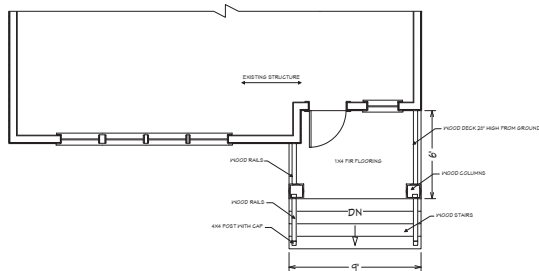 EXISTING STRUCTURE
WOOD DECK 28" HIGH FROM GROUND
6'
WOOD RAILS
1X4 FIR FLOORING
WOOD COLUMNS
WOOD RAILS
DN
WOOD STAIRS
4X4 POST WITH CAP
9'